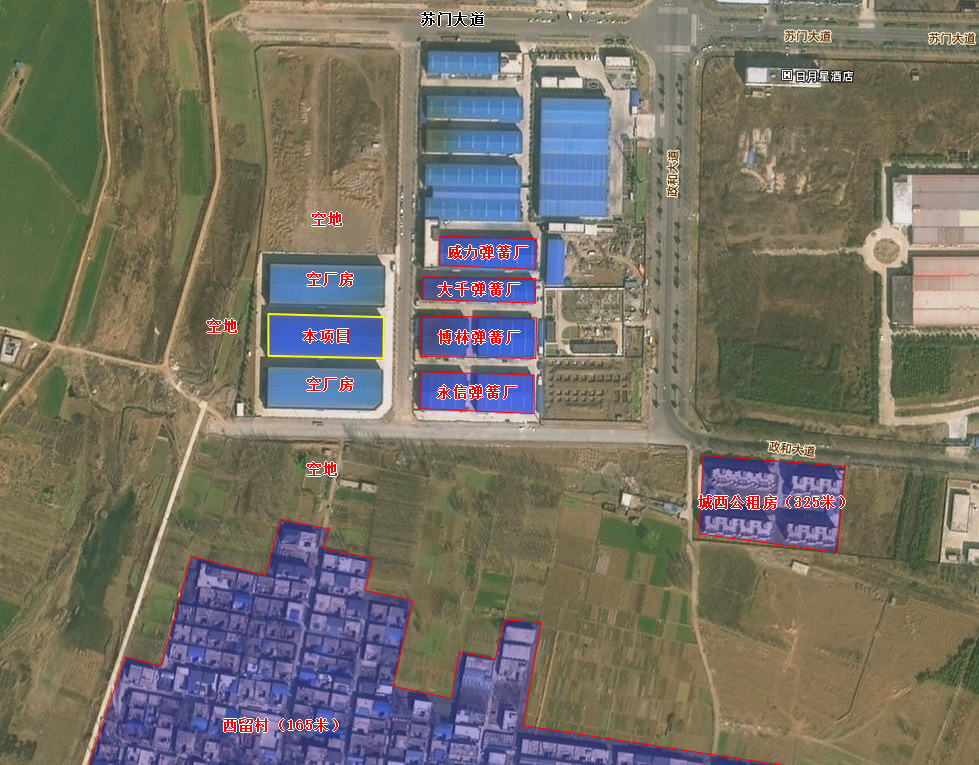 苏门大道
苏门大道
苏门大道
H日月星酒店
政和大道
空地
威力弹簧厂
空厂房
大千弹簧厂
空地
本项目
博林弹簧厂
空厂房
永信弹簧厂
政和大道
空地
城西公租房（325米）
西留村（165米）